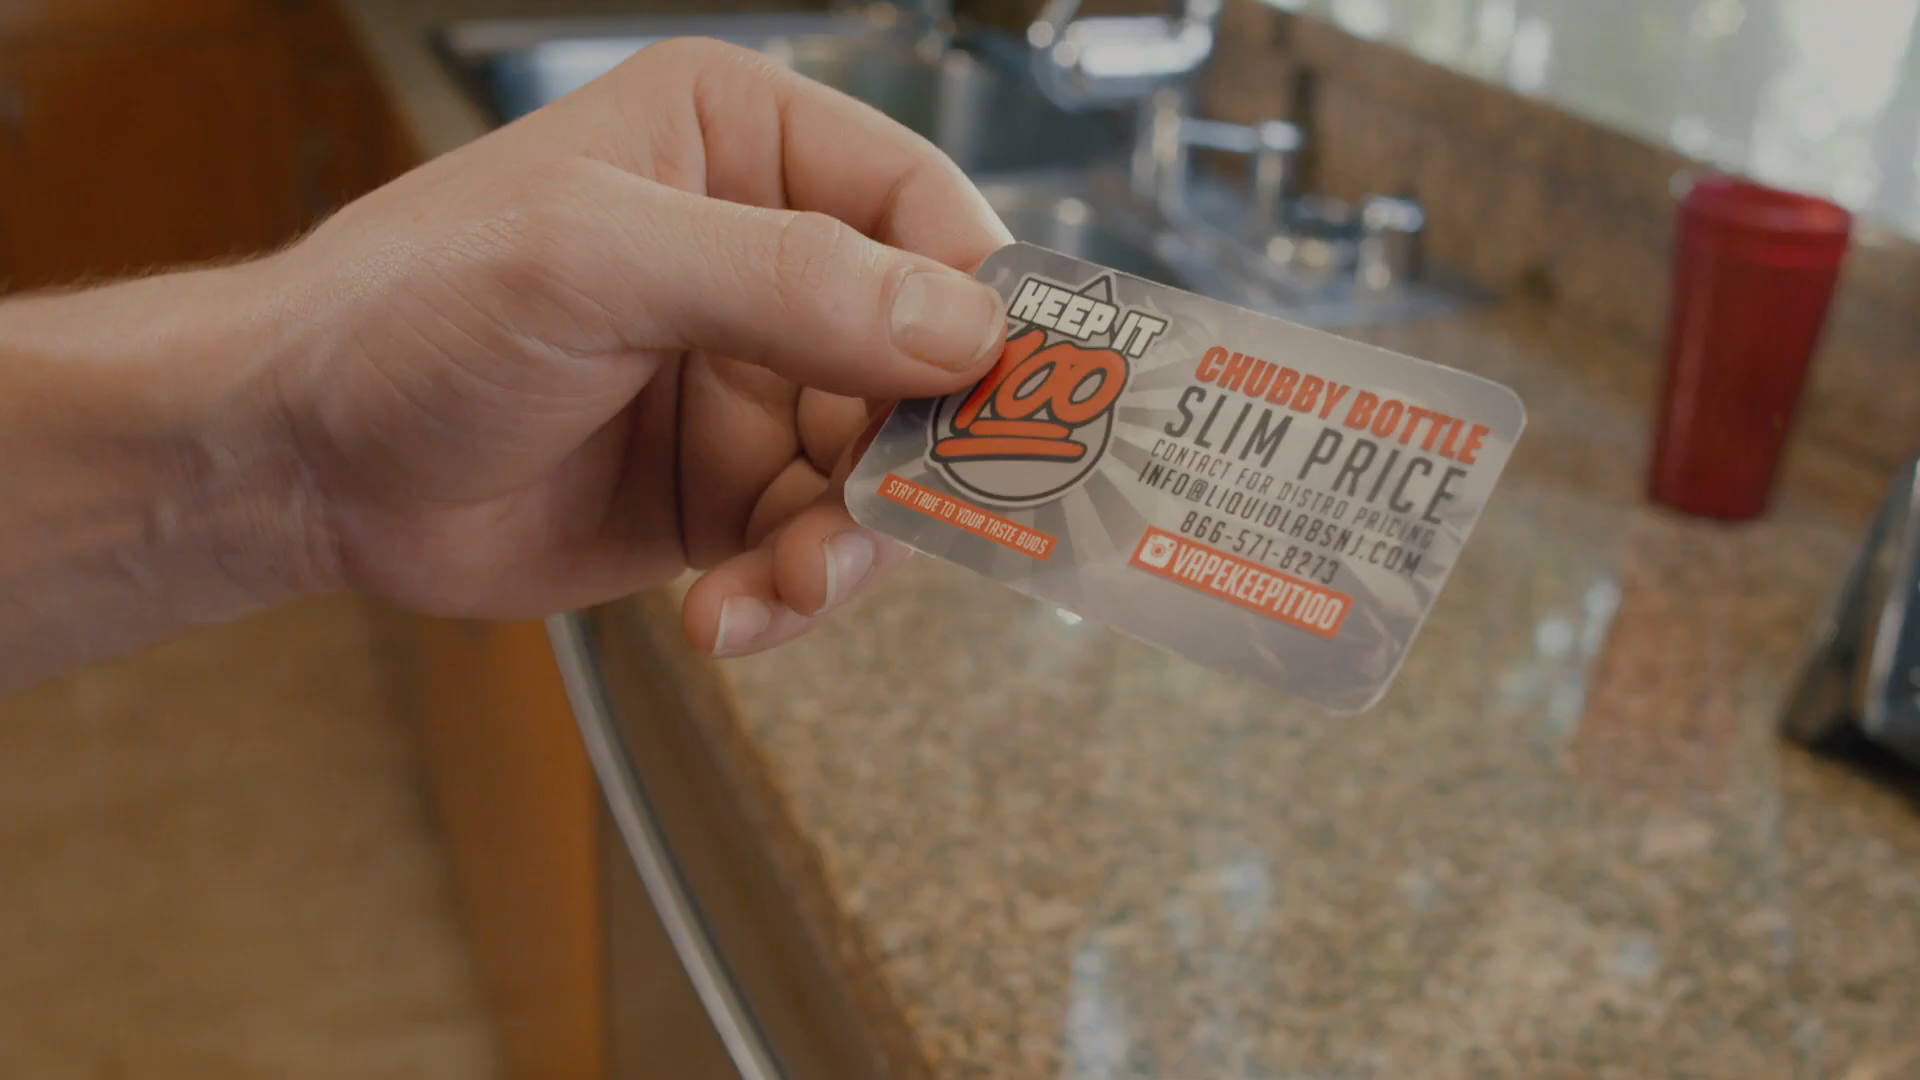 KEEP IT
100
STAY TRUE TO YOUR TASTE BUDS
CHUBBY BOTTLE
SLIM PRICE
CONTACT FOR DISTRO PRICING
INFO@LIQUIDLABSNJ.COM
866-571-8273
VAPEKEEPIT100